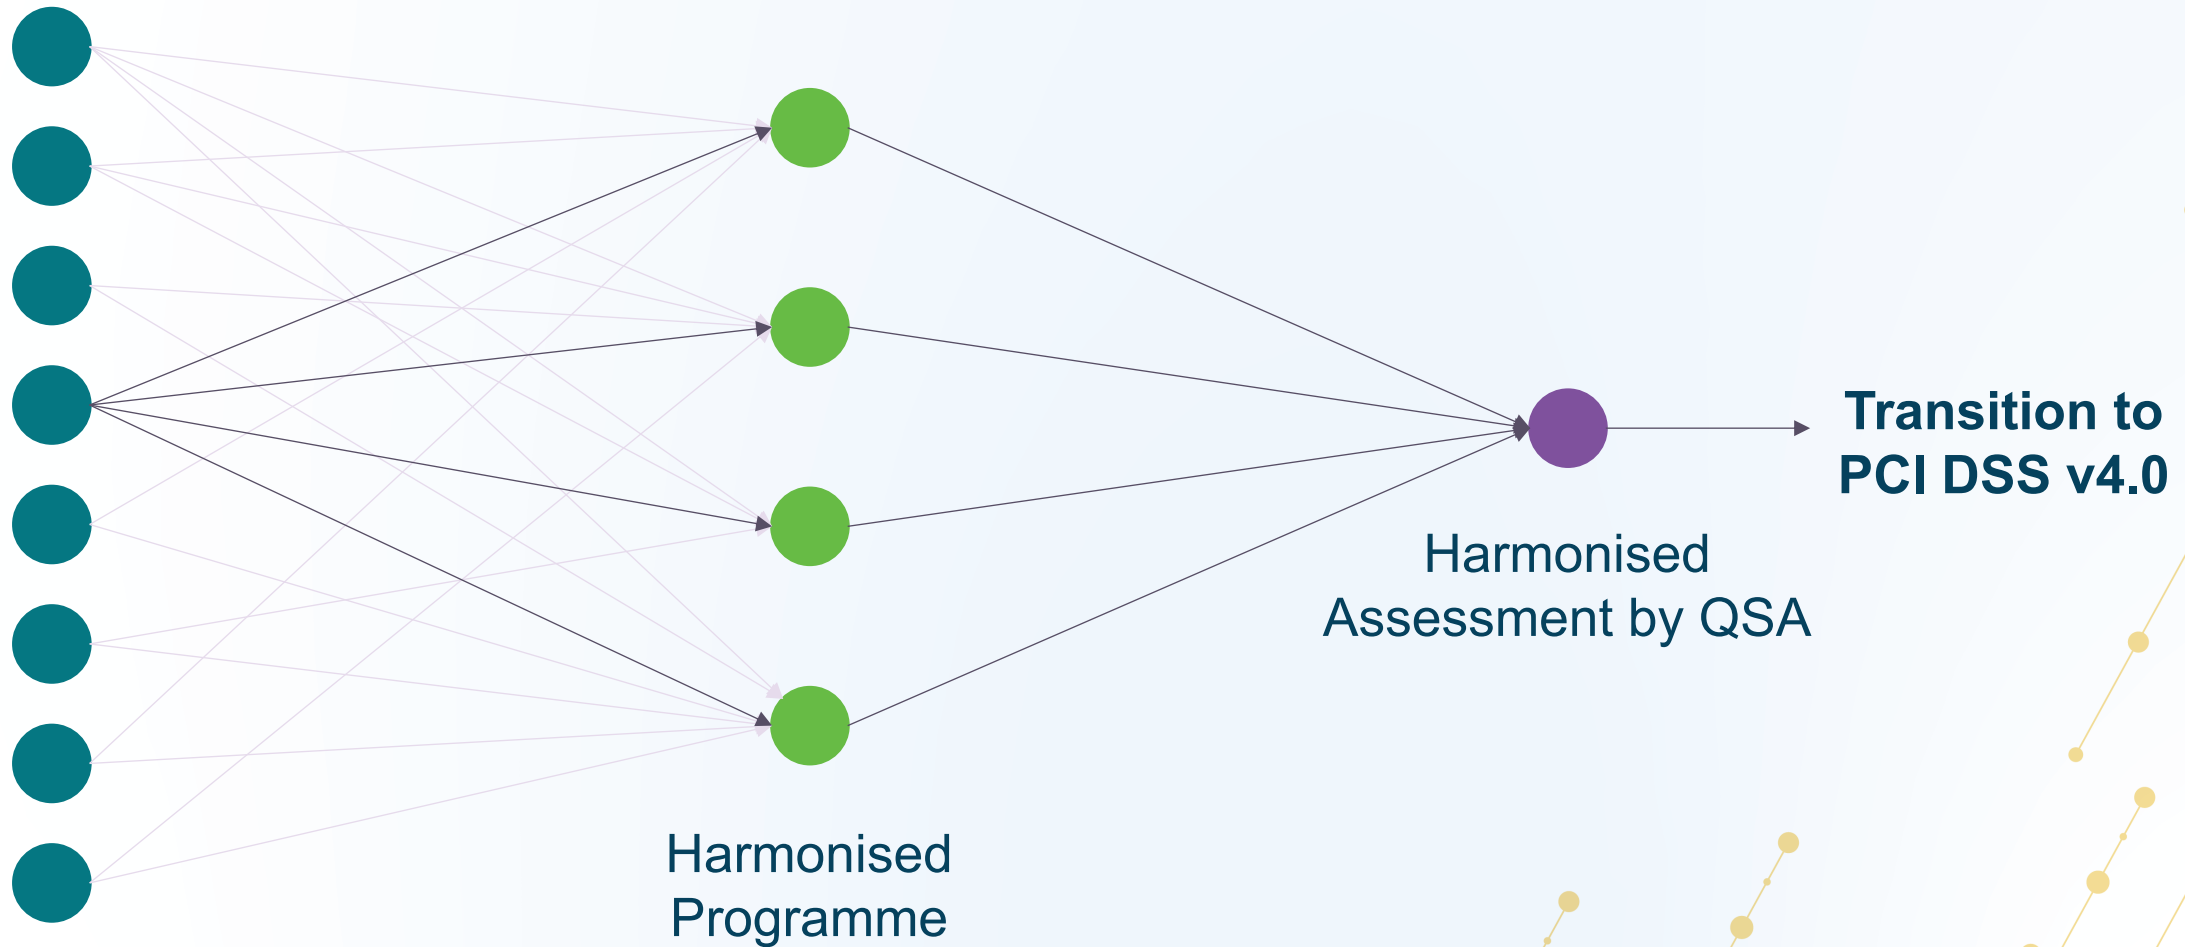 Transition to
PCI DSS v4.0
Harmonised
Assessment by QSA
Harmonised
Programme